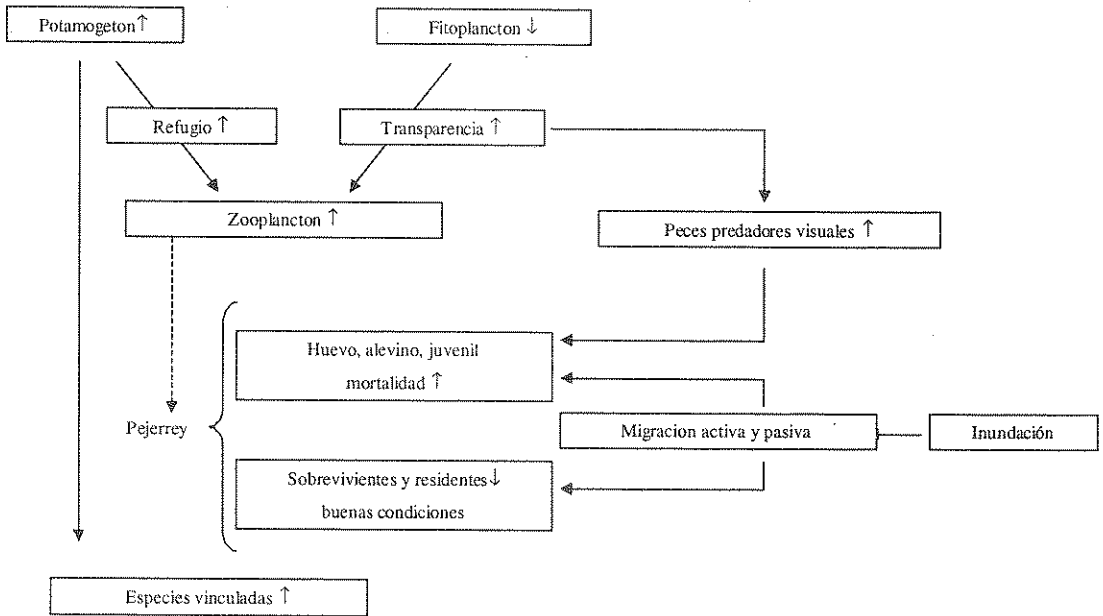 Potamogeton ↑
Fitoplancton ↓
Refugio ↑
Transparencia ↑
Zooplancton ↑
Peces predadores visuales ↑
Huevo, alevino, juvenil
mortalidad ↑
Pejerrey
Migracion activa y pasiva
Inundación
Sobrevivientes y residentes ↓
buenas condiciones
Especies vinculadas ↑